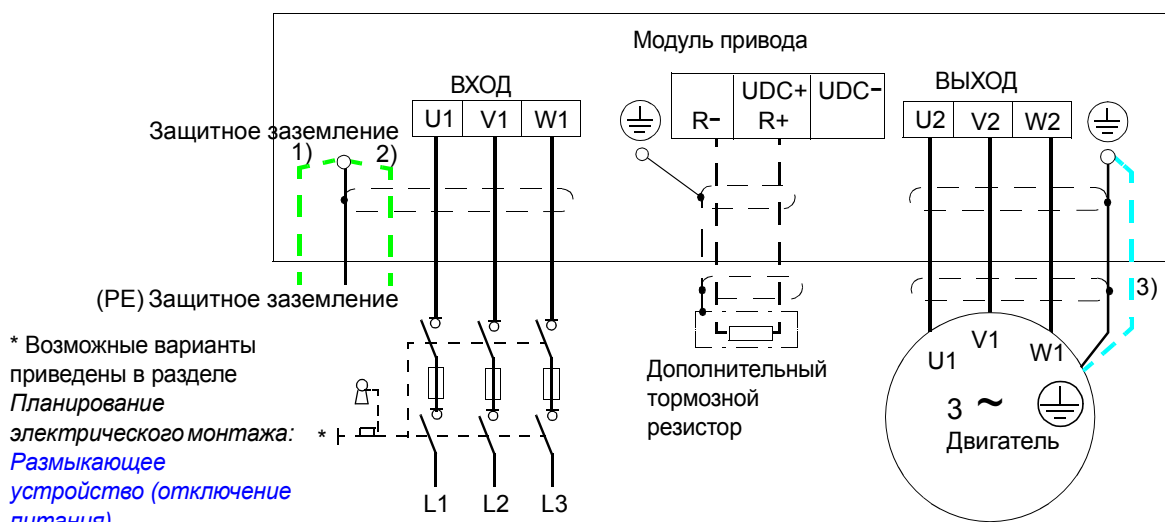 Модуль привода
ВХОД
U1 V1 W1
R− UDC+ R+ UDC−
ВЫХОД
U2 V2 W2
Защитное заземление
1) 2)
(PE) Защитное заземление
3)
* Возможные варианты
приведены в разделе
Планирование
электрического монтажа:
Размыкающее
устройство (отключение
питания)
*
L1 L2 L3
Дополнительный
тормозной
резистор
U1 V1 W1
3 ~
Двигатель